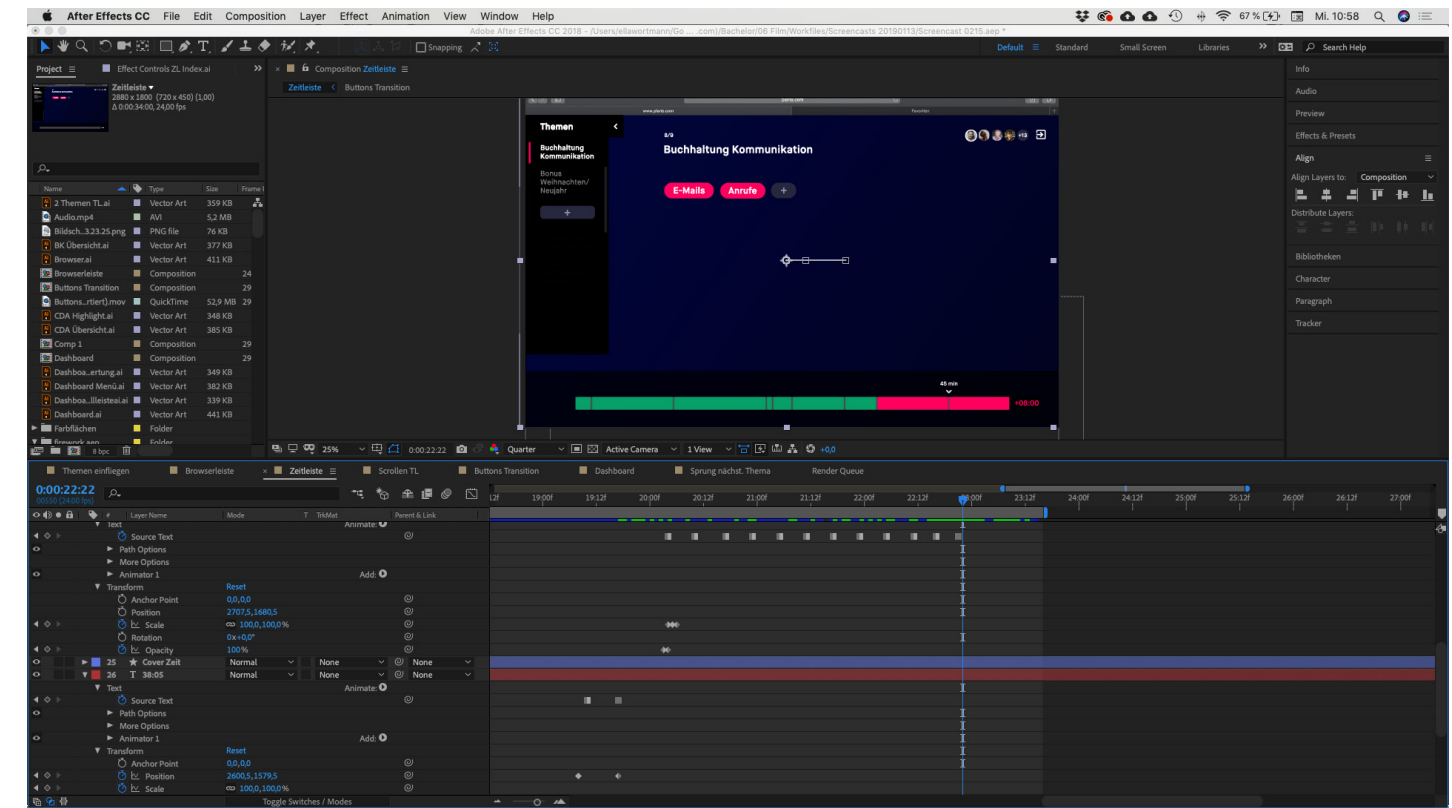 After Effects CC File Edit Composition Layer Effect Animation View Window Help 67 % Mi. 10:58
Adobe After Effects CC 2018 - /Users/ellawortmann/Go ... .com)/Bachelor/06 Film/Workfiles/Screencasts 20190113/Screencast 0215.aep *
Snapping Default Standard Small Screen Libraries Search Help
Project Effect Controls ZL Index.ai Composition Zeitleiste Info
Zeitleiste
2880 x 1800 (720 x 450) (1,00)
Δ 0:00:34:00, 24,00 fps
Zeitleiste Buttons Transition
Audio
Preview
Effects & Presets
Align
Align Layers to: Composition
Distribute Layers:
Bibliotheken
Character
Paragraph
Tracker
Name Type Size Frame
2 Themen TL.ai Vector Art 359 KB
Audio.mp4 AVI 5,2 MB
Bildsch...3.23.25.png PNG file 76 KB
BK Übersicht.ai Vector Art 377 KB
Browser.ai Vector Art 411 KB
Browserleiste Composition 24
Buttons Transition Composition 29
Buttons...rtiert).mov QuickTime 52,9 MB 29
CDA Highlight.ai Vector Art 348 KB
CDA Übersicht.ai Vector Art 385 KB
Comp 1 Composition 29
Dashboard Composition 29
Dashboa...ertung.ai Vector Art 349 KB
Dashboard Menü.ai Vector Art 382 KB
Dashboa...llleisteai.ai Vector Art 339 KB
Dashboard.ai Vector Art 441 KB
Farbflächen Folder
firework.aep Folder
8 bpc
Themen
Buchhaltung
Kommunikation
Bonus
Weihnachten/
Neujahr
+
Buchhaltung Kommunikation
+13
E-Mails Anrufe +
45 min
+08:00
25% 0:00:22:22 Quarter Active Camera 1 View +0,0
Themen einfliegen Browserleiste Zeitleiste Scrollen TL Buttons Transition Dashboard Sprung nächst. Thema Render Queue
0:00:22:22
00550 (24.00 fps)
12f 19:00f 19:12f 20:00f 20:12f 21:00f 21:12f 22:00f 22:12f 23:12f 24:00f 24:12f 25:00f 25:12f 26:00f 26:12f 27:00f
# Layer Name Mode T TrkMat Parent & Link
Text Animate:
Source Text
Path Options
More Options
Animator 1 Add:
Transform Reset
Anchor Point 0,0,0,0
Position 2707,5,1680,5
Scale 100,0,100,0%
Rotation 0x+0,0°
Opacity 100%
25 Cover Zeit Normal None None
26 T 38:05 Normal None None
Text Animate:
Source Text
Path Options
More Options
Animator 1 Add:
Transform Reset
Anchor Point 0,0,0,0
Position 2600,5,1579,5
Scale 100,0,100,0%
Toggle Switches / Modes